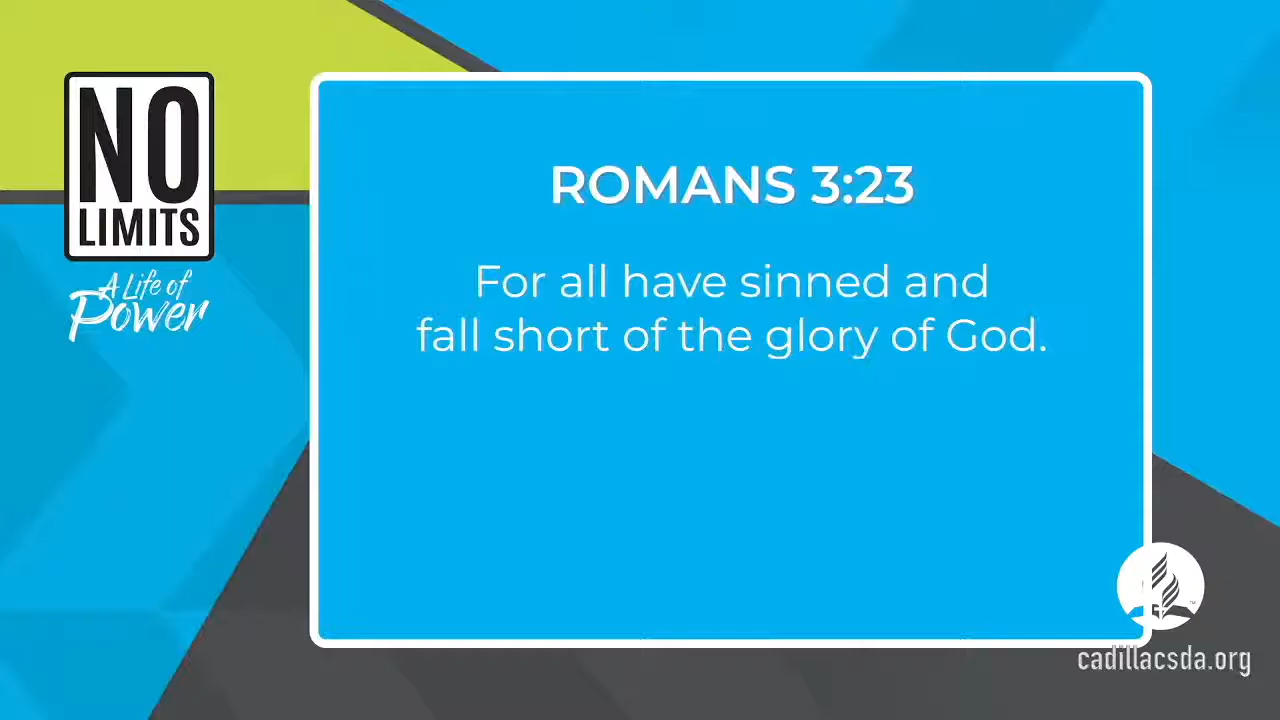 NO
LIMITS
A Life of
Power
ROMANS 3:23
For all have sinned and
fall short of the glory of God.
cadillacsda.org